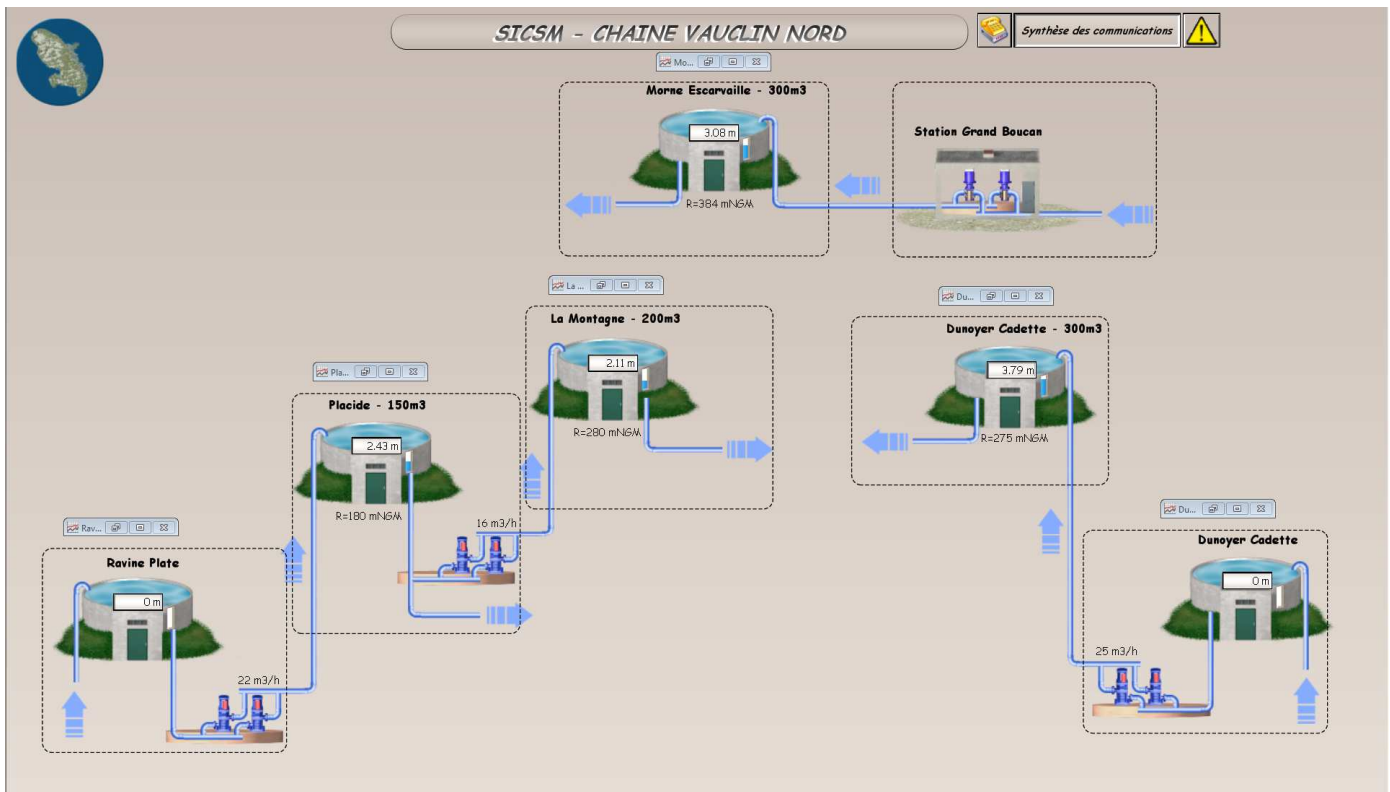 SICSM - CHAINE VAUCLIN NORD
Synthèse des communications
Mo...
Morne Escarvaille - 300m3
3.08 m
R=384 mNGM
Station Grand Boucan
La ...
La Montagne - 200m3
2.11 m
R=280 mNGM
Du...
Dunoyer Cadette - 300m3
3.79 m
R=275 mNGM
Pla...
Placide - 150m3
2.43 m
R=180 mNGM
16 m3/h
Rav...
Ravine Plate
0 m
22 m3/h
Du...
Dunoyer Cadette
0 m
25 m3/h